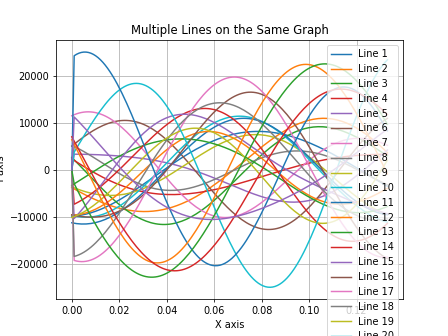 Multiple Lines on the Same Graph
20000
10000
0
−10000
−20000
0.00
0.02
0.04
0.06
0.08
0.10
X axis
Line 1
Line 2
Line 3
Line 4
Line 5
Line 6
Line 7
Line 8
Line 9
Line 10
Line 11
Line 12
Line 13
Line 14
Line 15
Line 16
Line 17
Line 18
Line 19
Line 20